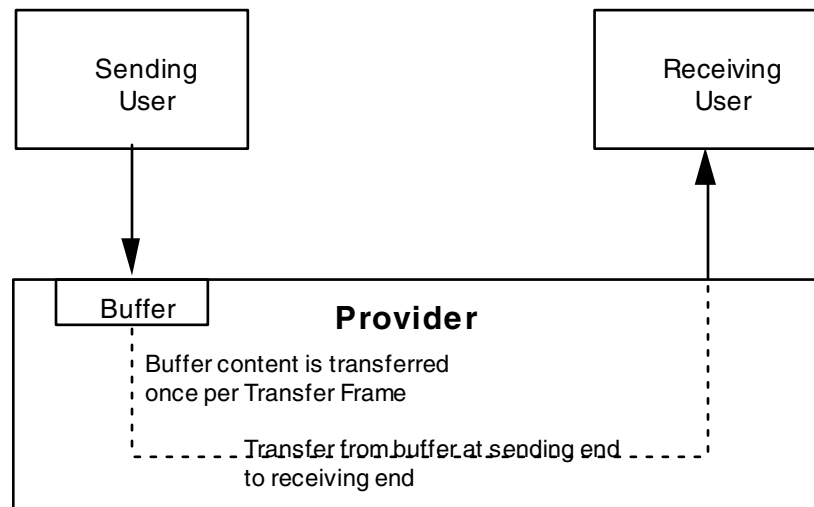 Sending
User
Receiving
User
Buffer
Provider
Buffer content is transferred
once per Transfer Frame
Transfer from buffer at sending end
to receiving end